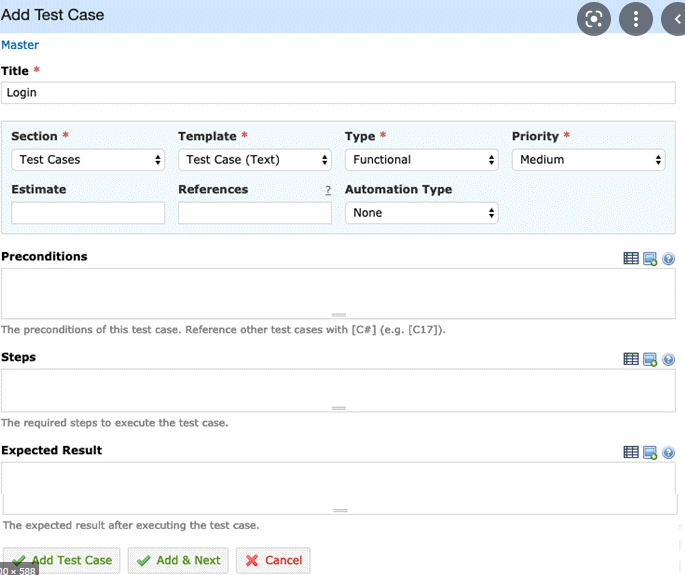 Add Test Case
Master
Title *
Login
Section * Template * Type * Priority *
Test Cases Test Case (Text) Functional Medium
Estimate References ? Automation Type
None
Preconditions
The preconditions of this test case. Reference other test cases with [C#] (e.g. [C17]).
Steps
The required steps to execute the test case.
Expected Result
The expected result after executing the test case.
Add Test Case Add & Next Cancel
00 × 588